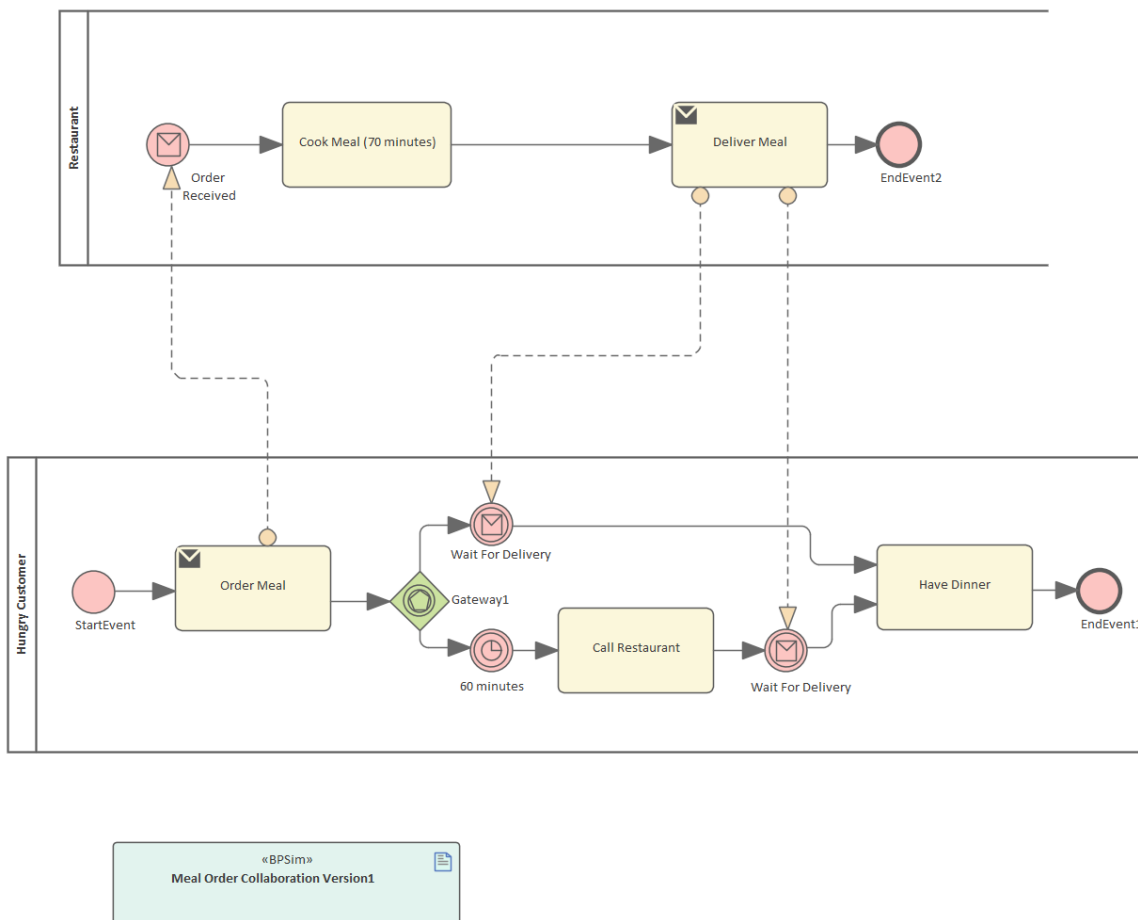 Restaurant
Cook Meal (70 minutes)
Deliver Meal
Order
Received
EndEvent2
Hungry Customer
Wait For Delivery
Order Meal
Have Dinner
Gateway1
StartEvent
EndEvent1
Call Restaurant
60 minutes
Wait For Delivery
«BPSim»
Meal Order Collaboration Version1